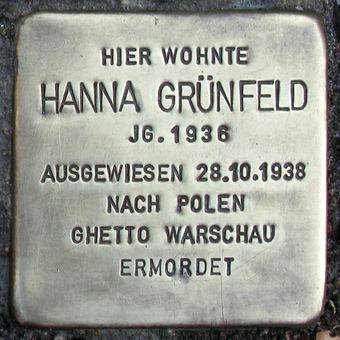 HIER WOHNTE
HANNA GRÜNFELD
JG. 1936
AUSGEWIESEN 28.10.1938
NACH POLEN
GHETTO WARSCHAU
ERMORDET